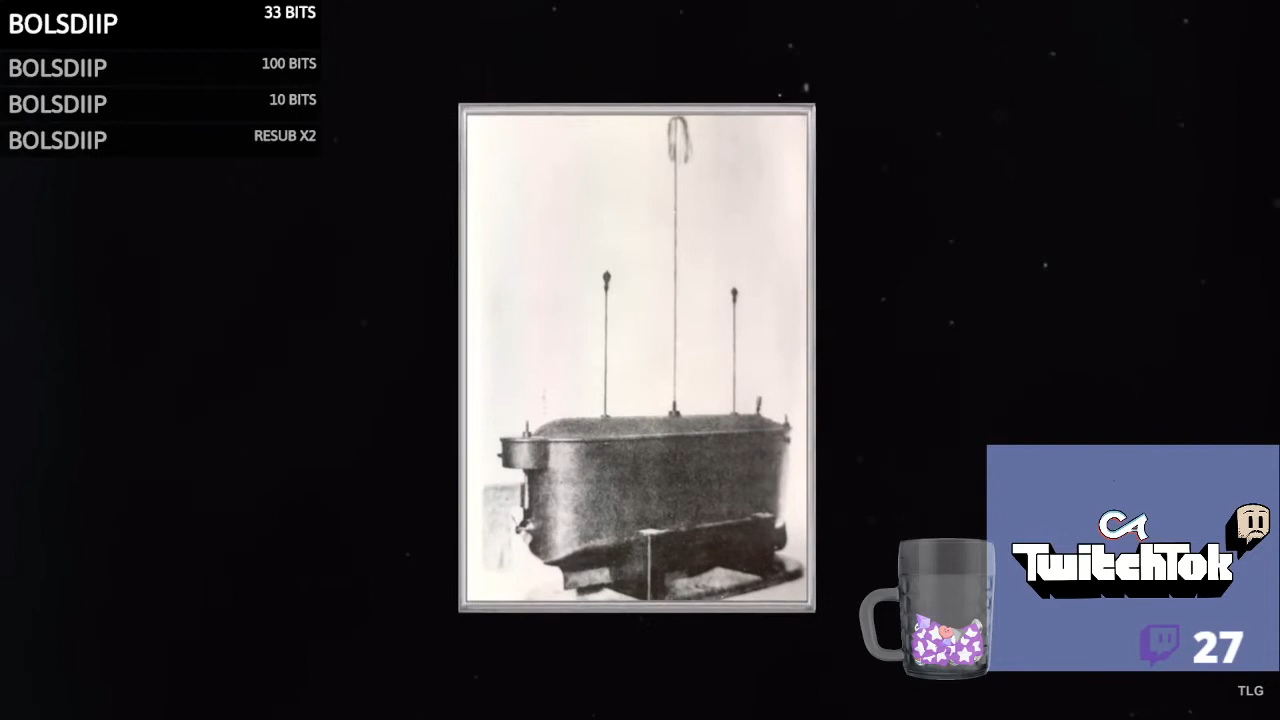 BOLSDIIP 33 BITS
BOLSDIIP 100 BITS
BOLSDIIP 10 BITS
BOLSDIIP RESUB X2
CA
TwitchTok
27
TLG